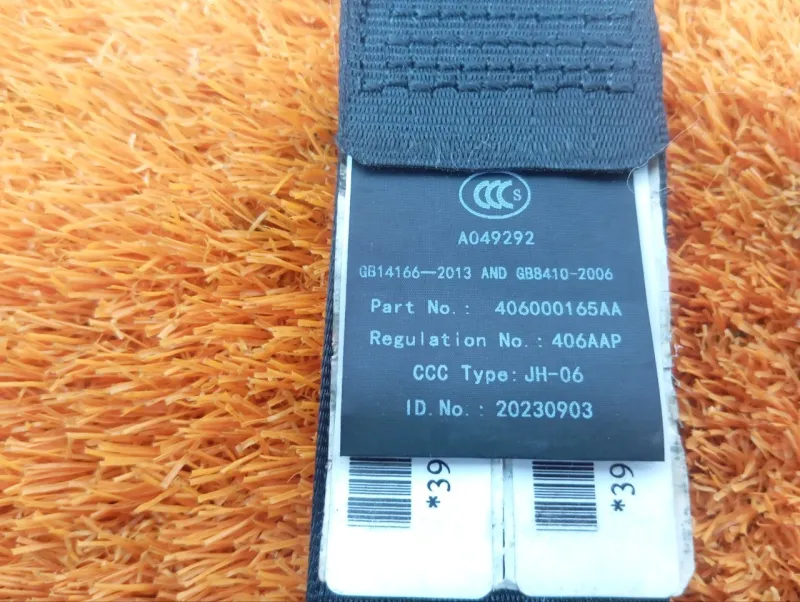 CCC S
A049292
GB14166—2013 AND GB8410-2006
Part No.: 406000165AA
Regulation No.: 406AAP
CCC Type: JH-06
ID.No.: 20230903
*39
*39